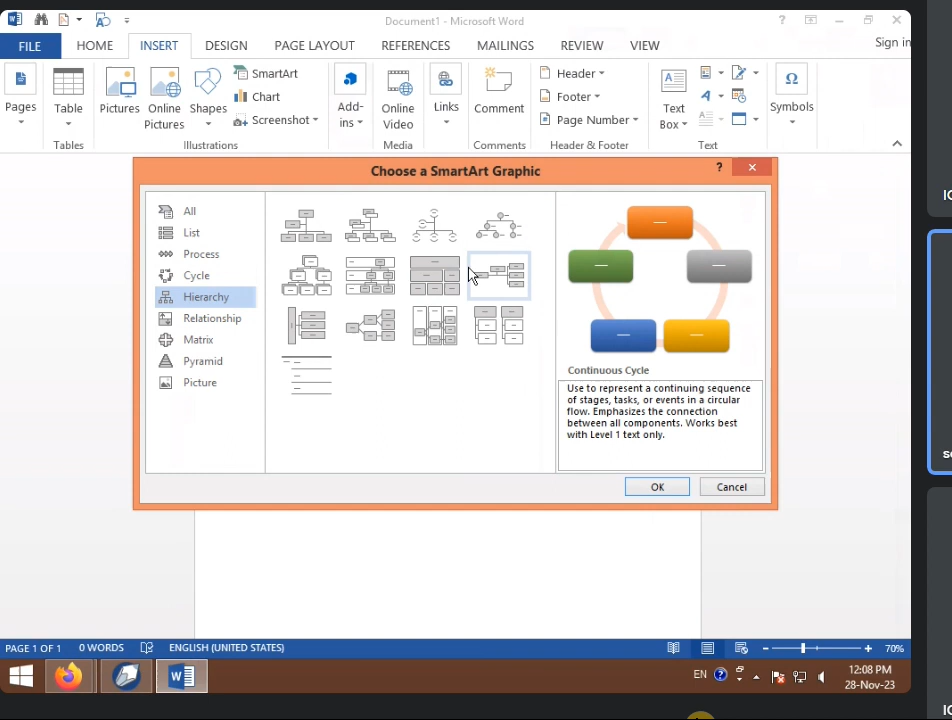 Document1 - Microsoft Word
?
Sign in
FILE HOME INSERT DESIGN PAGE LAYOUT REFERENCES MAILINGS REVIEW VIEW
Pages
Table
Tables
Pictures
Online
Pictures
Shapes
SmartArt
Chart
Screenshot
Illustrations
Add-
ins
Online
Video
Media
Links
Comment
Comments
Header
Footer
Page Number
Header & Footer
Text
Box
Text
Symbols
Choose a SmartArt Graphic
?
All
List
Process
Cycle
Hierarchy
Relationship
Matrix
Pyramid
Picture
Continuous Cycle
Use to represent a continuing sequence
of stages, tasks, or events in a circular
flow. Emphasizes the connection
between all components. Works best
with Level 1 text only.
OK Cancel
PAGE 1 OF 1 0 WORDS ENGLISH (UNITED STATES) 70%
EN
12:08 PM
28-Nov-23